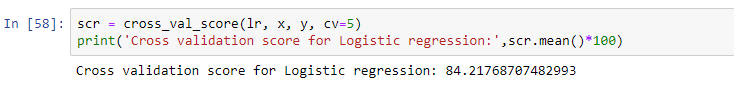 In [58]: scr = cross_val_score(lr, x, y, cv=5)
print('Cross validation score for Logistic regression:',scr.mean()*100)
Cross validation score for Logistic regression: 84.21768707482993